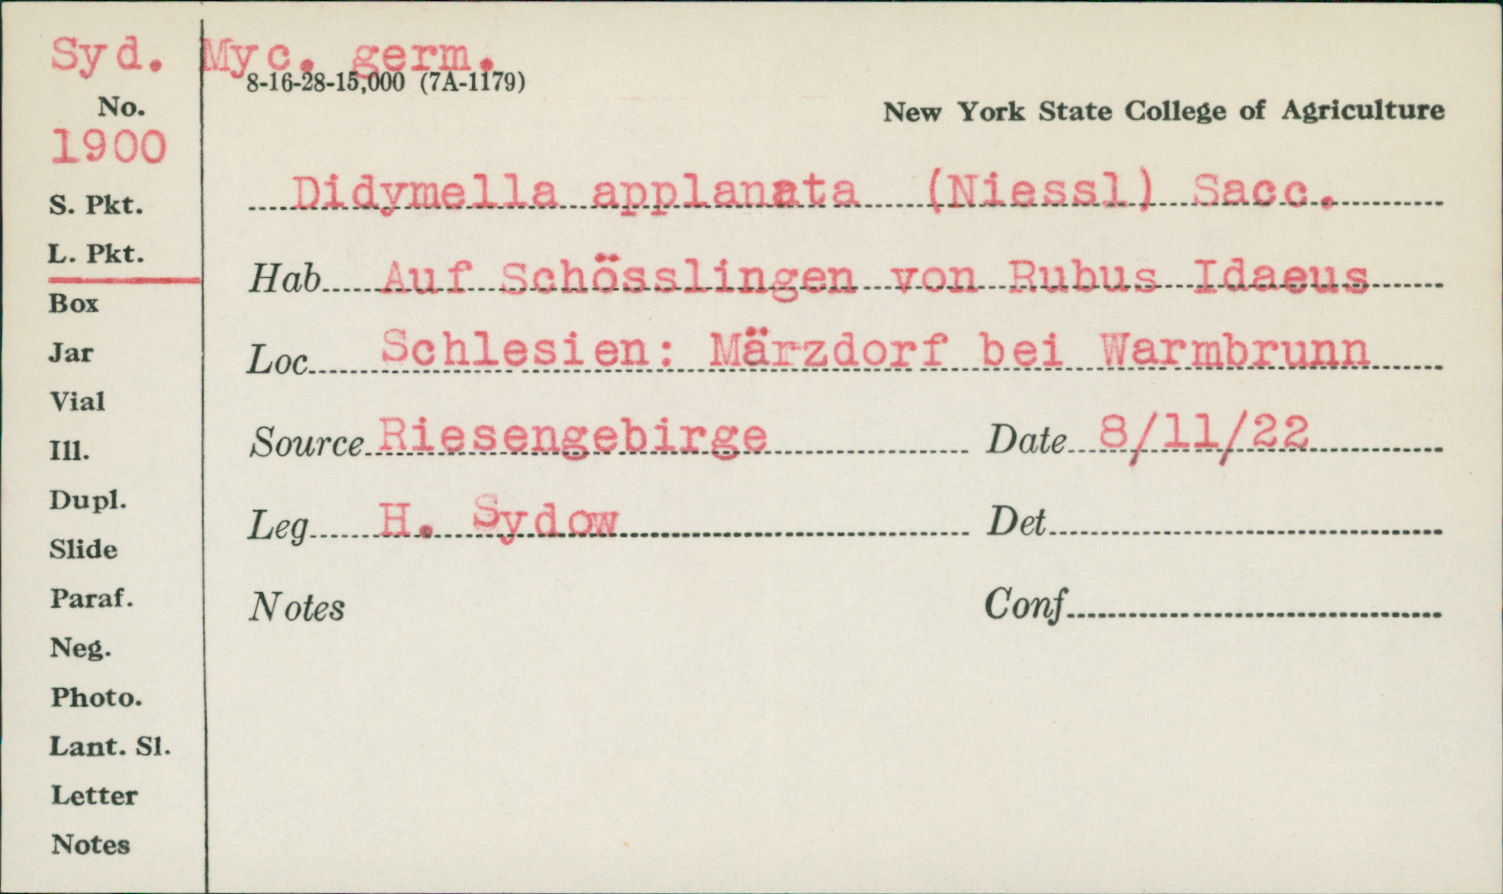 Syd. Myc. germ.
8-16-28-15,000 (7A-1179)
No.
New York State College of Agriculture
1900
Didymella applanata (Niessl) Sacc.
S. Pkt.
L. Pkt.
Hab Auf Schösslingen von Rubus Idaeus
Box
Jar
Loc Schlesien: Märzdorf bei Warmbrunn
Vial
Ill.
Source Riesengebirge Date 8/11/22
Dupl.
Slide
Leg H. Sydow Det
Paraf.
Notes Conf
Neg.
Photo.
Lant. Sl.
Letter
Notes